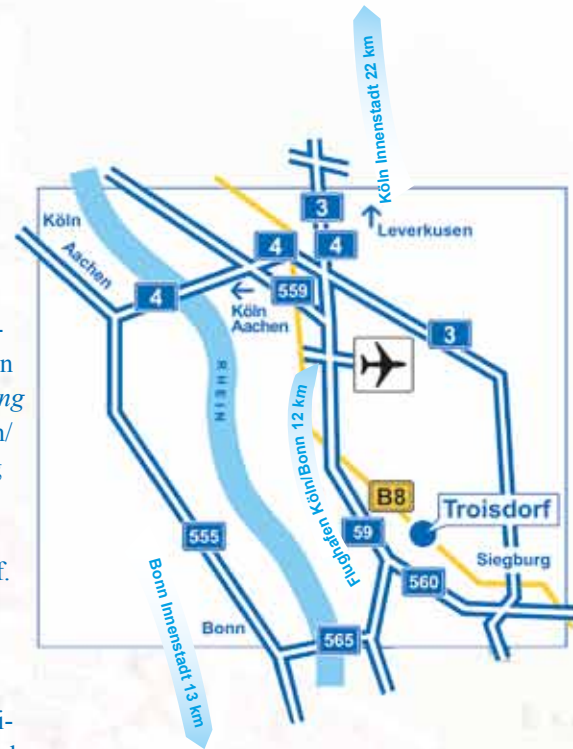 Köln Innenstadt 22 km
3
4
Leverkusen
Köln
Aachen
4
4
559
Köln
Aachen
3
RHEIN
Flughafen Köln/Bonn 12 km
B8
Troisdorf
555
59
Siegburg
560
Bonn
565
Bonn Innenstadt 13 km
-
n
ng
n/
f.
i-